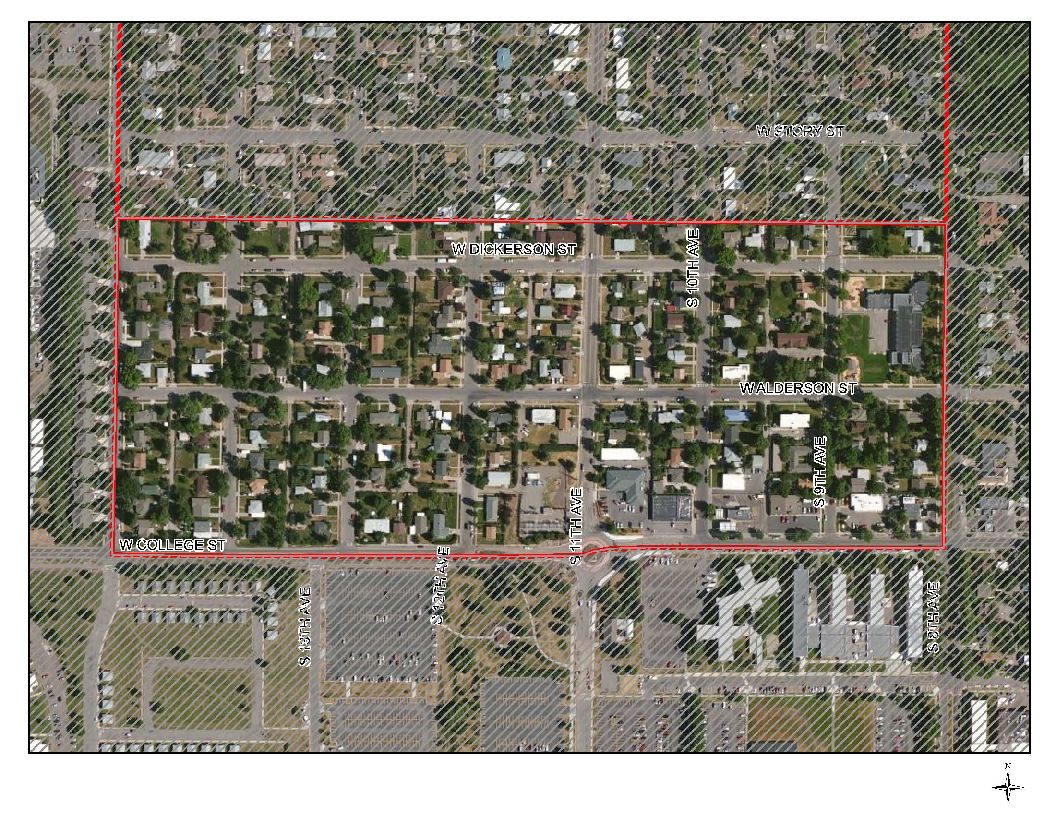 W STORY ST
W DICKERSON ST
S 10TH AVE
W ALDERSON ST
S 9TH AVE
S 11TH AVE
W COLLEGE ST
S 12TH AVE
S 13TH AVE
S 8TH AVE
N